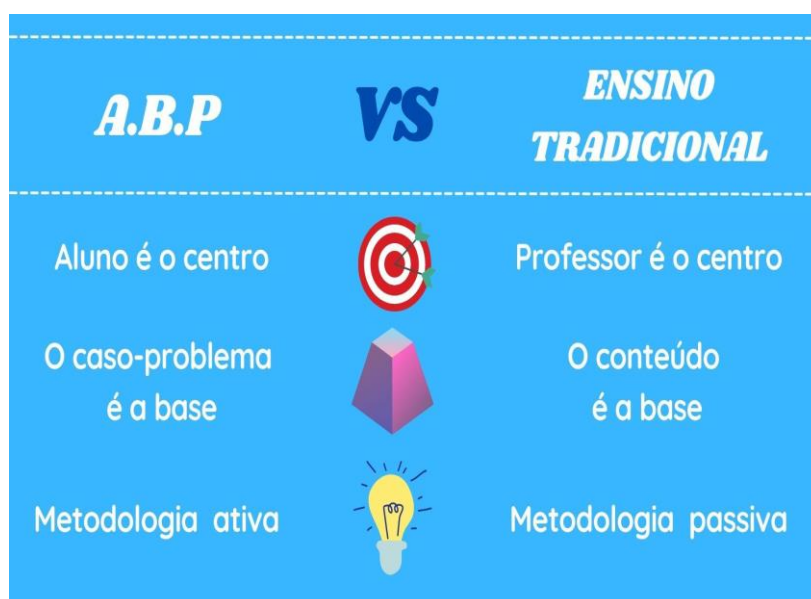 A.B.P
VS
ENSINO
TRADICIONAL
Aluno é o centro
Professor é o centro
O caso-problema
é a base
O conteúdo
é a base
Metodologia ativa
Metodologia passiva